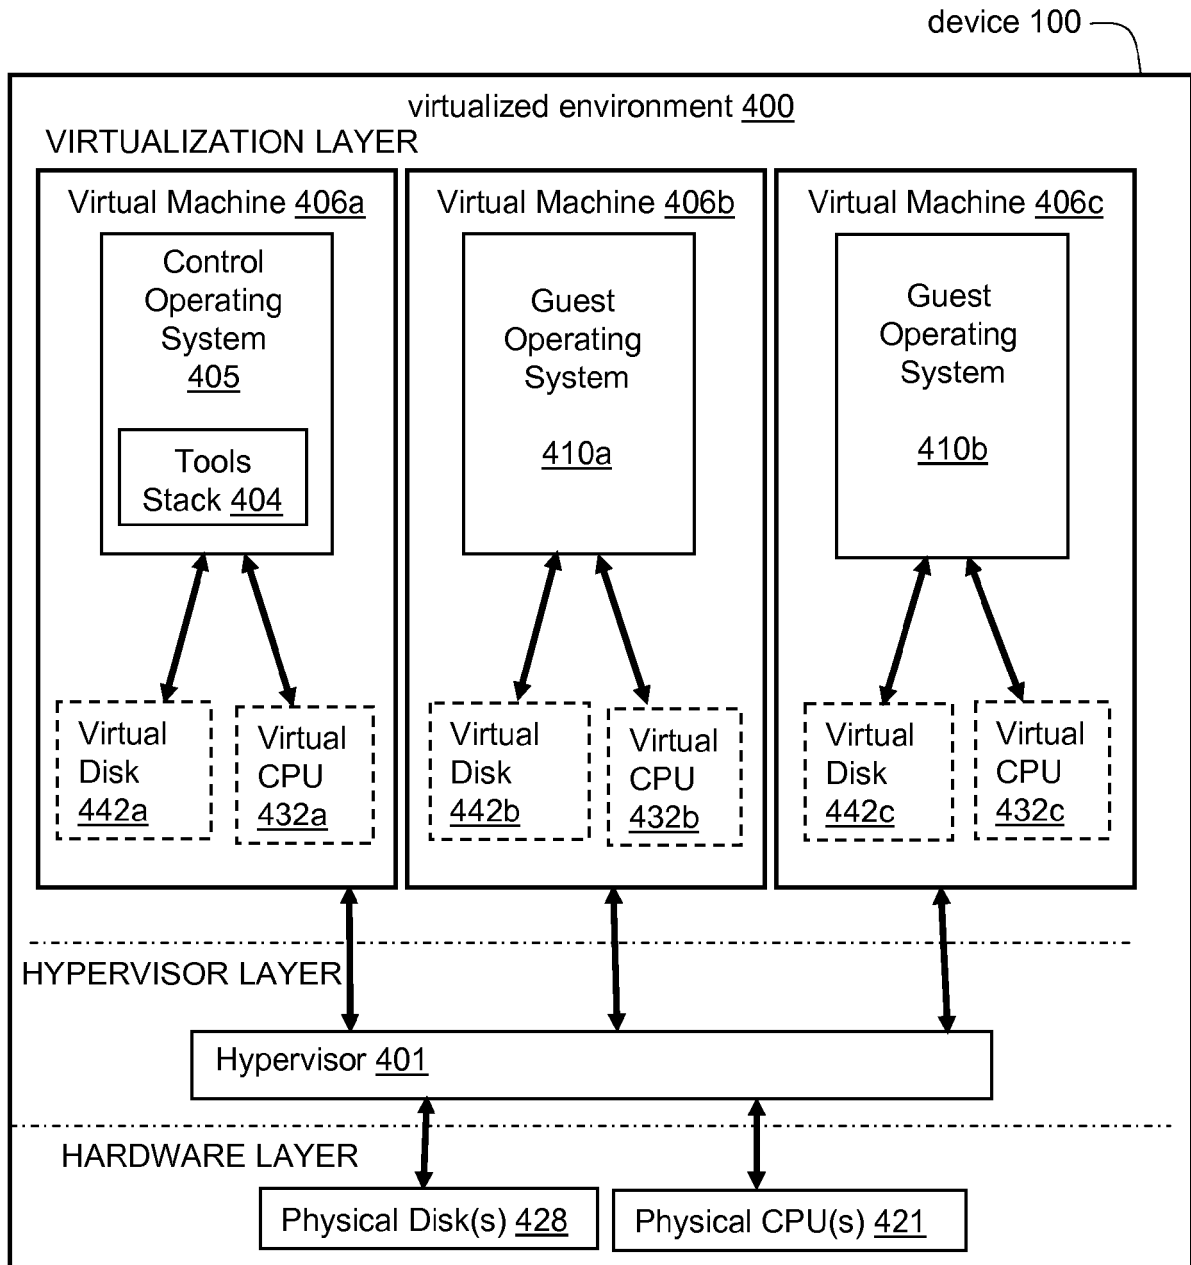 device 100
virtualized environment 400
VIRTUALIZATION LAYER
Virtual Machine 406a
Control
Operating
System
405
Tools
Stack 404
Virtual
Disk
442a
Virtual
CPU
432a
Virtual Machine 406b
Guest
Operating
System
410a
Virtual
Disk
442b
Virtual
CPU
432b
Virtual Machine 406c
Guest
Operating
System
410b
Virtual
Disk
442c
Virtual
CPU
432c
HYPERVISOR LAYER
Hypervisor 401
HARDWARE LAYER
Physical Disk(s) 428
Physical CPU(s) 421